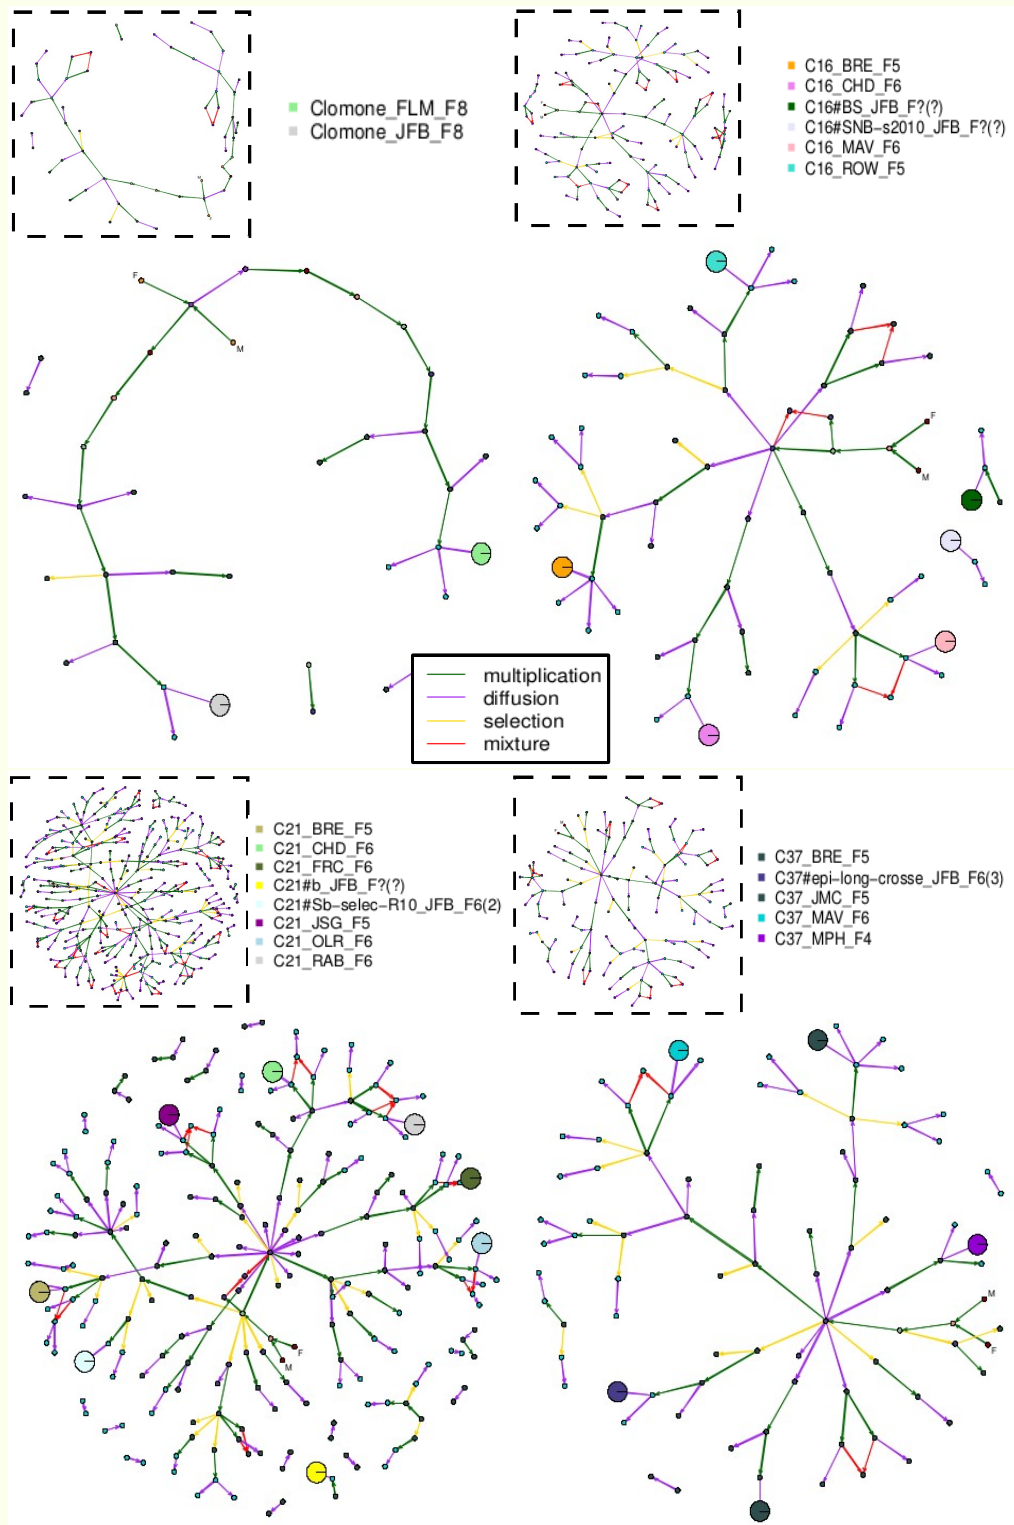 Clomone_FLM_F8
Clomone_JFB_F8
C16_BRE_F5
C16_CHD_F6
C16#BS_JFB_F?(?)
C16#SNB-s2010_JFB_F?(?)
C16_MAV_F6
C16_ROW_F5
F
M
F
M
multiplication
diffusion
selection
mixture
C21_BRE_F5
C21_CHD_F6
C21_FRC_F6
C21#b_JFB_F?(?)
C21#Sb-selec-R10_JFB_F6(2)
C21_JSG_F5
C21_OLR_F6
C21_RAB_F6
C37_BRE_F5
C37#epi-long-crosse_JFB_F6(3)
C37_JMC_F5
C37_MAV_F6
C37_MPH_F4
F
M
M
F